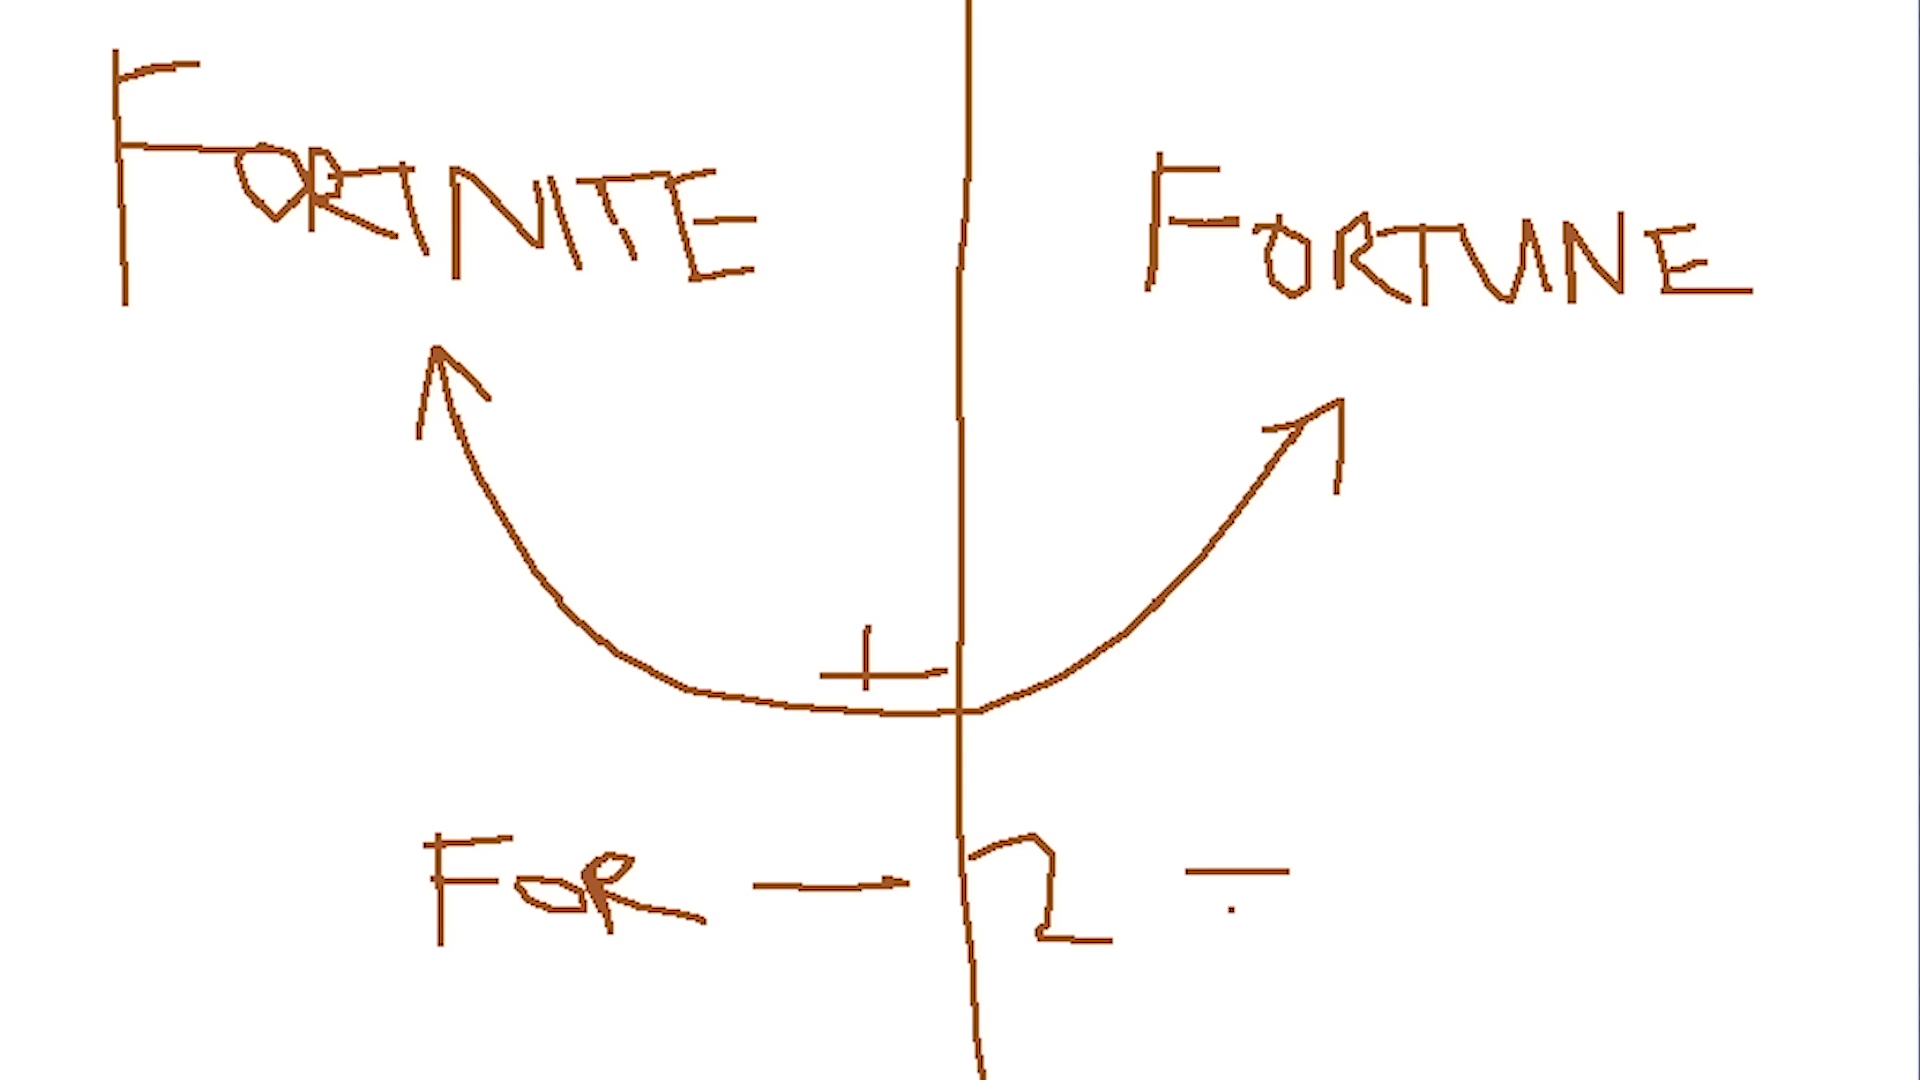 FORTNITE
FORTUNE
+
FOR — 2 —